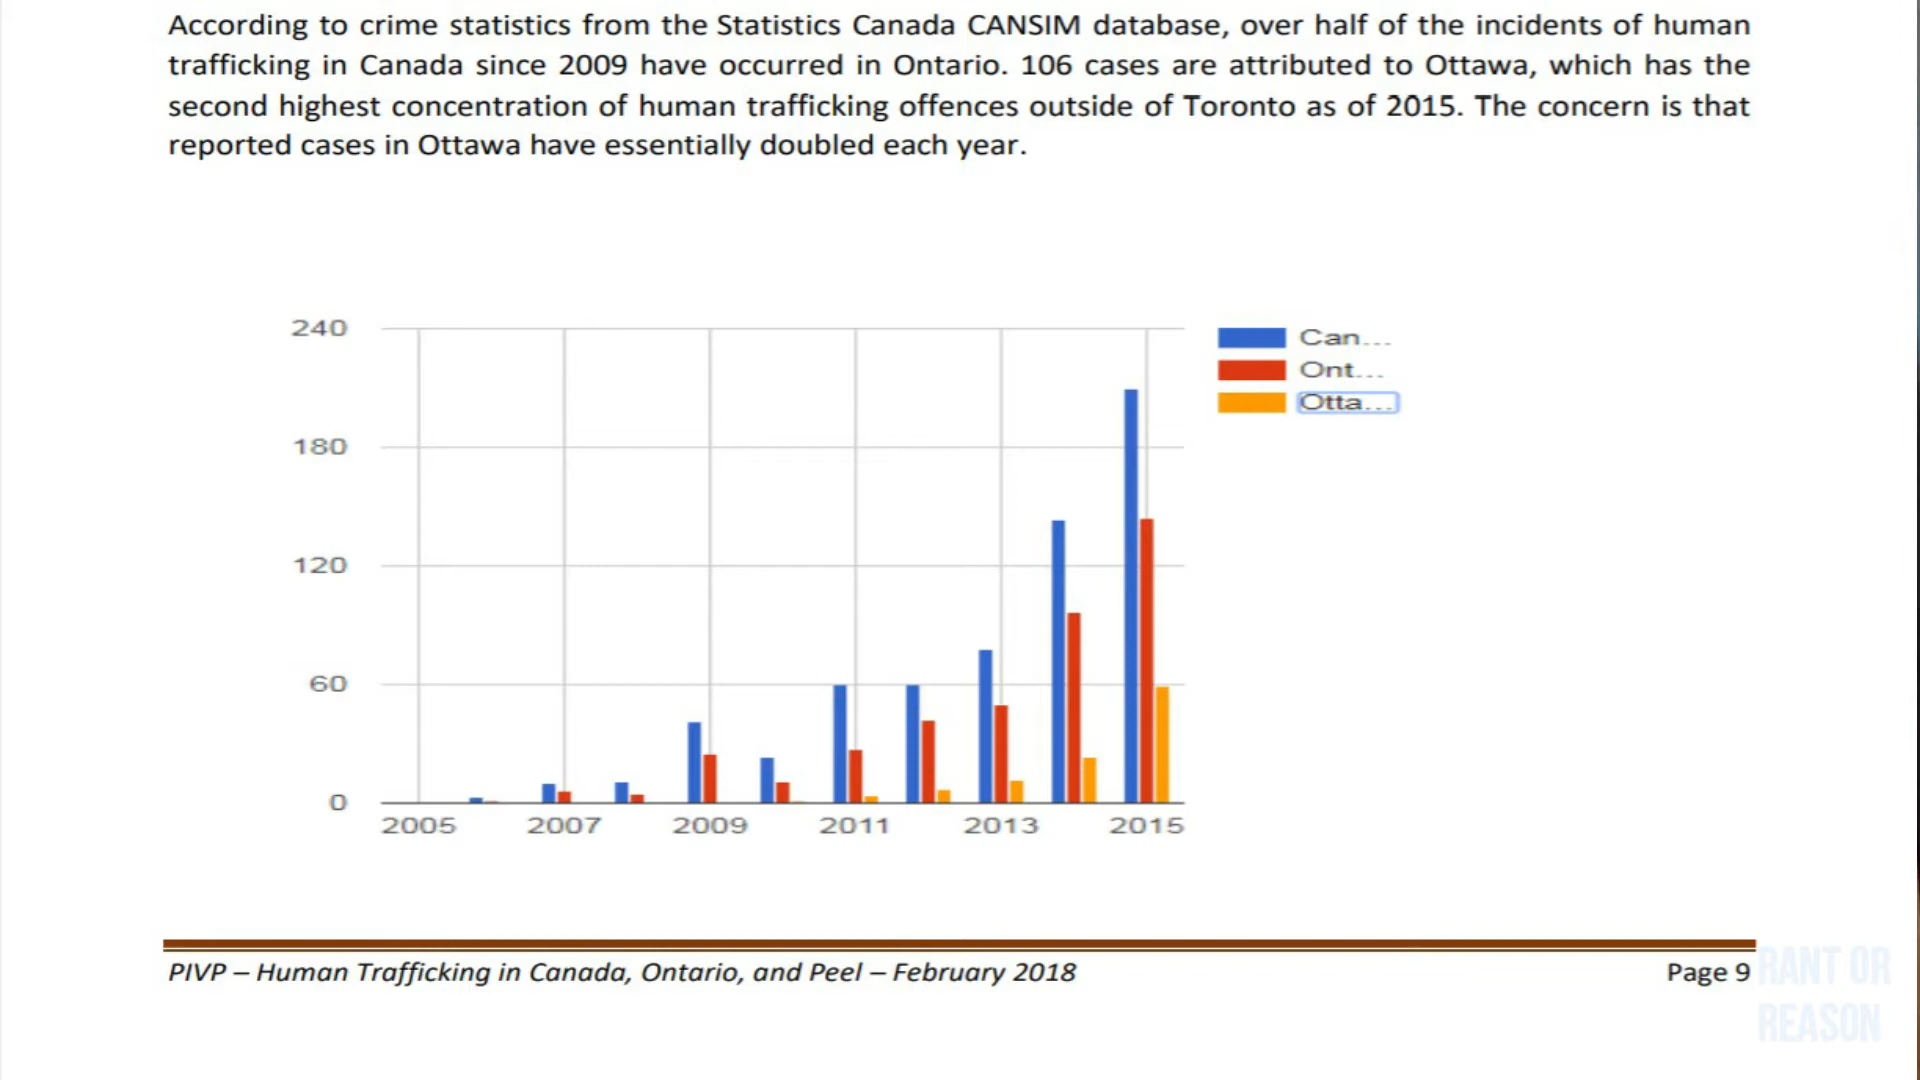 According to crime statistics from the Statistics Canada CANSIM database, over half of the incidents of human
trafficking in Canada since 2009 have occurred in Ontario. 106 cases are attributed to Ottawa, which has the
second highest concentration of human trafficking offences outside of Toronto as of 2015. The concern is that
reported cases in Ottawa have essentially doubled each year.
240
180
120
60
0
Can...
Ont...
Otta...
2005 2007 2009 2011 2013 2015
PIVP – Human Trafficking in Canada, Ontario, and Peel – February 2018 Page 9
RANT OR
REASON